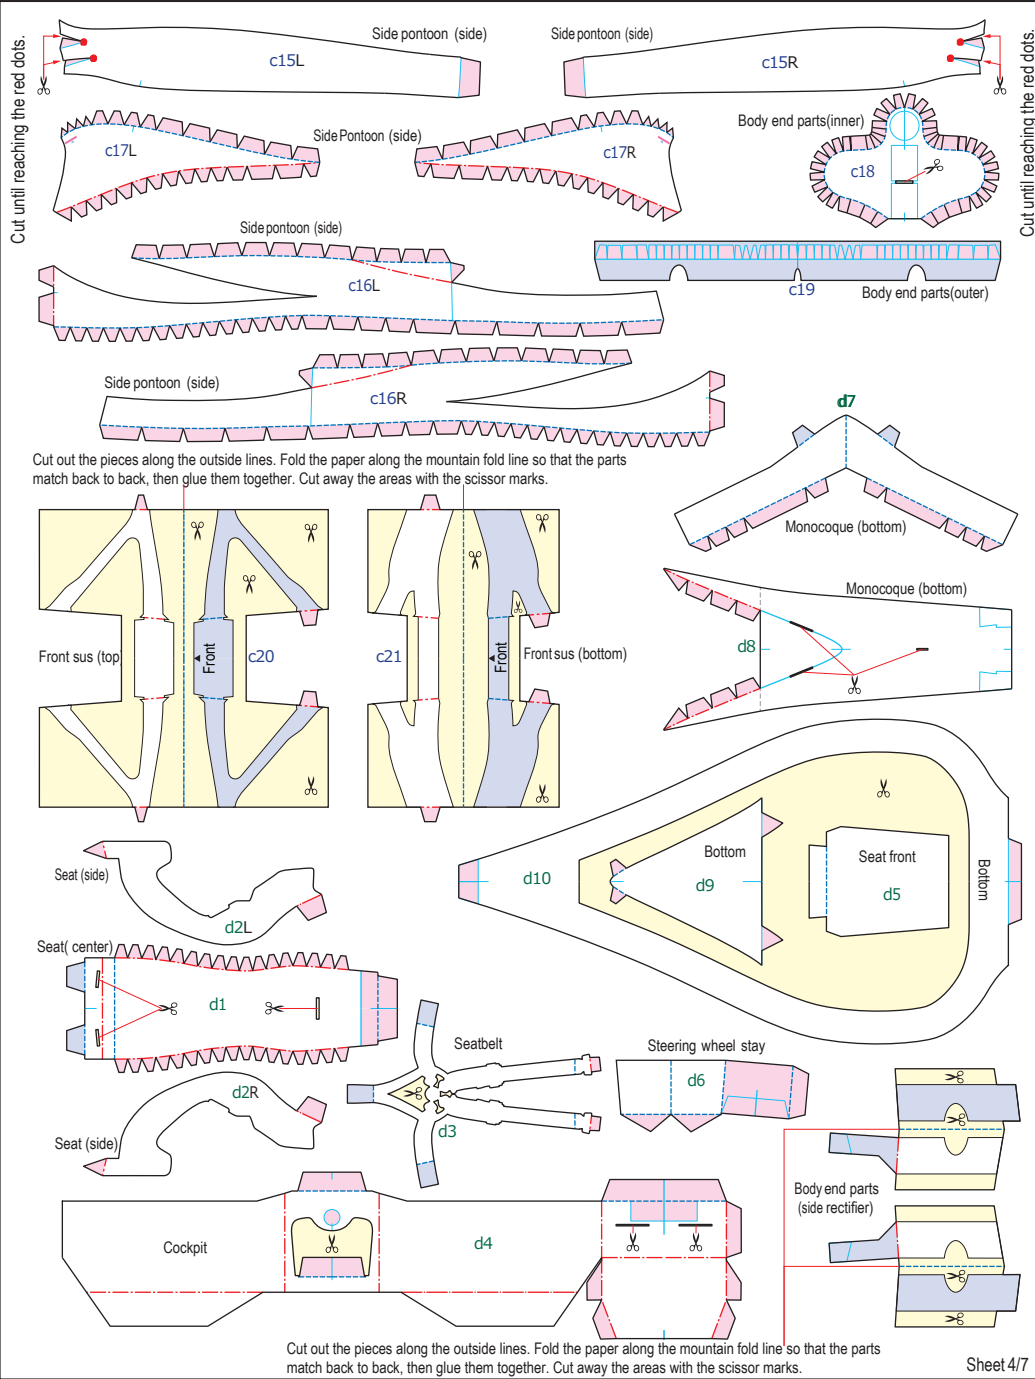 Cut until reaching the red dots.
Side pontoon (side)
c15L
Side pontoon (side)
c15R
Cut until reaching the red dots.
c17L
Side Pontoon (side)
c17R
Body end parts(inner)
c18
Side pontoon (side)
c16L
c19
Body end parts(outer)
Side pontoon (side)
c16R
d7
Monocoque (bottom)
Cut out the pieces along the outside lines. Fold the paper along the mountain fold line so that the parts
match back to back, then glue them together. Cut away the areas with the scissor marks.
Front sus (top)
Front
c20
c21
Front
Front sus (bottom)
Monocoque (bottom)
d8
Seat (side)
d2L
d10
Bottom
d9
Seat front
d5
Bottom
Seat( center)
d1
Seatbelt
d3
Steering wheel stay
d6
d2R
Seat (side)
Body end parts
(side rectifier)
Cockpit
d4
Cut out the pieces along the outside lines. Fold the paper along the mountain fold line so that the parts
match back to back, then glue them together. Cut away the areas with the scissor marks.
Sheet 4/7